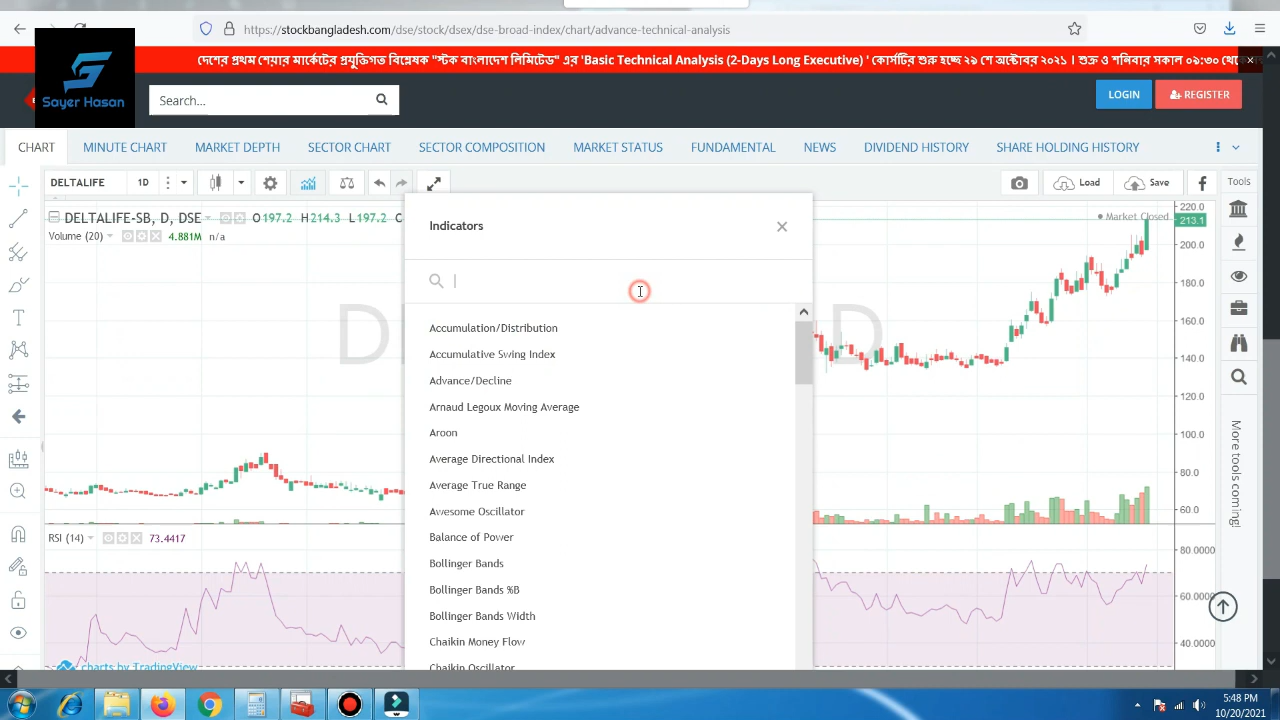 https://stockbangladesh.com/dse/stock/dsex/dse-broad-index/chart/advance-technical-analysis
দেশের প্রথম শেয়ার মার্কেটের প্রযুক্তিগত বিশ্লেষক "স্টক বাংলাদেশ লিমিটেড" এর 'Basic Technical Analysis (2-Days Long Executive) ' কোর্সটির শুরু হচ্ছে ২৯ শে অক্টোবর ২০২১ । শুক্র ও শনিবার সকাল ০৯:৩০ থেকে
Sayer Hasan
Search...
LOGIN
REGISTER
CHART
MINUTE CHART
MARKET DEPTH
SECTOR CHART
SECTOR COMPOSITION
MARKET STATUS
FUNDAMENTAL
NEWS
DIVIDEND HISTORY
SHARE HOLDING HISTORY
DELTALIFE
1D
Load
Save
Tools
DELTALIFE-SB, D, DSE
O197.2 H214.3 L197.2 C
Market Closed
Volume (20)
4.881M n/a
Indicators
Accumulation/Distribution
Accumulative Swing Index
Advance/Decline
Arnaud Legoux Moving Average
Aroon
Average Directional Index
Average True Range
Awesome Oscillator
Balance of Power
Bollinger Bands
Bollinger Bands %B
Bollinger Bands Width
Chaikin Money Flow
Chaikin Oscillator
220.0
213.1
200.0
180.0
160.0
140.0
120.0
100.0
80.0
60.0
RSI (14)
73.4417
80.0000
60.0000
40.0000
More tools coming!
charts by TradingView
5:48 PM
10/20/2021